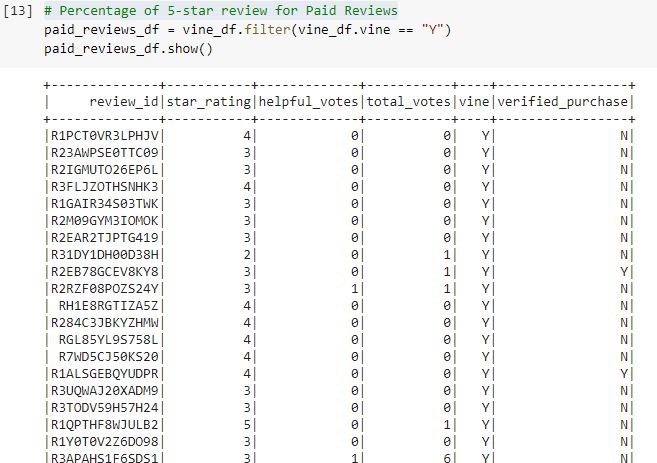 [13] # Percentage of 5-star review for Paid Reviews
paid_reviews_df = vine_df.filter(vine_df.vine == "Y")
paid_reviews_df.show()
+--------------+-----------+-------------+-----------+----+-----------------+
|     review_id|star_rating|helpful_votes|total_votes|vine|verified_purchase|
+--------------+-----------+-------------+-----------+----+-----------------+
|R1PCT0VR3LPHJV|          4|            0|          0|   Y|                N|
|R23AWPSE0TTC09|          3|            0|          0|   Y|                N|
|R2IGMUTO26EP6L|          3|            0|          0|   Y|                N|
|R3FLJZOTHSNHK3|          4|            0|          0|   Y|                N|
|R1GAIR34S03TWK|          3|            0|          0|   Y|                N|
|R2M09GYM3IOMOK|          3|            0|          0|   Y|                N|
|R2EAR2TJPTG419|          3|            0|          0|   Y|                N|
|R31DY1DH00D38H|          2|            0|          1|   Y|                N|
|R2EB78GCEV8KY8|          3|            0|          1|   Y|                Y|
|R2RZF08POZS24Y|          3|            1|          1|   Y|                N|
| RH1E8RGTIZA5Z|          4|            0|          0|   Y|                N|
|R284C3JBKYZHMW|          4|            0|          0|   Y|                N|
| RGL85YL9S758L|          4|            0|          0|   Y|                N|
| R7WD5CJ50KS20|          4|            0|          0|   Y|                N|
|R1ALSGEBQYUDPR|          4|            0|          0|   Y|                Y|
|R3UQWAJ20XADM9|          3|            0|          0|   Y|                N|
|R3TODV59H57H24|          3|            0|          0|   Y|                N|
|R1QPTHF8WJULB2|          5|            0|          1|   Y|                N|
|R1Y0T0V2Z6DO98|          3|            0|          0|   Y|                N|
|R3APAHS1F6SDS1|          3|            1|          6|   Y|                N|